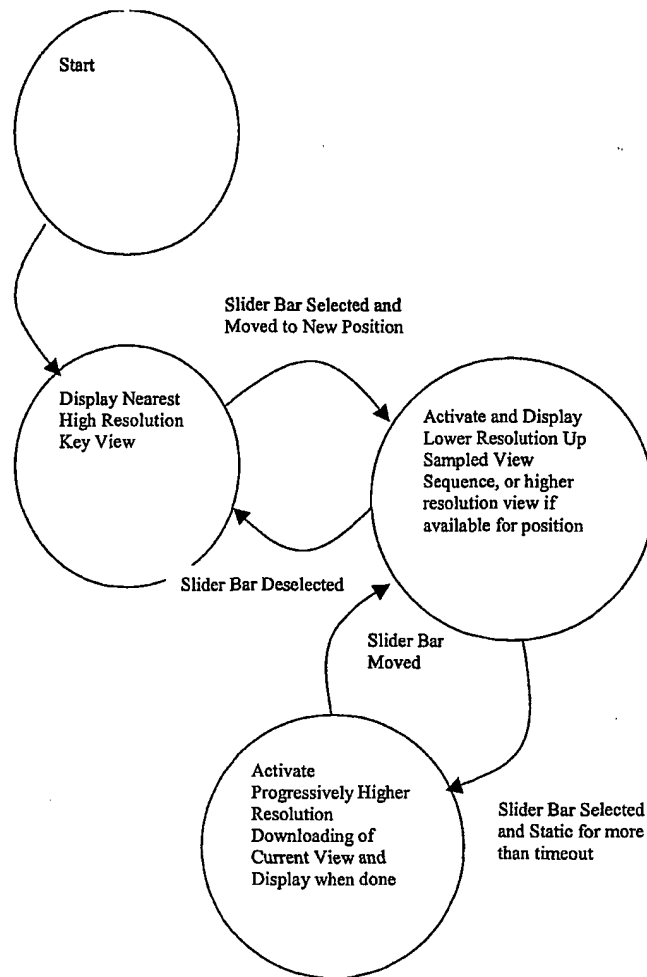 Start
Slider Bar Selected and
Moved to New Position
Display Nearest
High Resolution
Key View
Activate and Display
Lower Resolution Up
Sampled View
Sequence, or higher
resolution view if
available for position
Slider Bar Deselected
Slider Bar
Moved
Activate
Progressively Higher
Resolution
Downloading of
Current View and
Display when done
Slider Bar Selected
and Static for more
than timeout